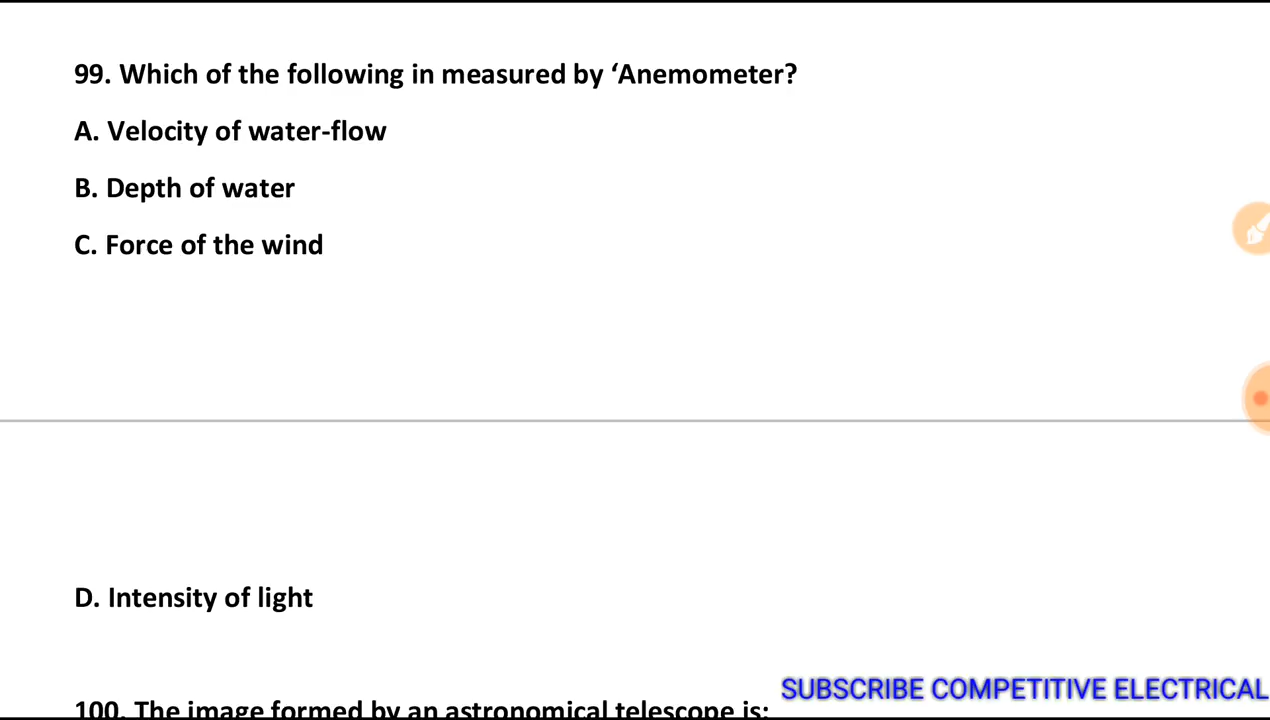 99. Which of the following in measured by ‘Anemometer?
A. Velocity of water-flow
B. Depth of water
C. Force of the wind
D. Intensity of light
SUBSCRIBE COMPETITIVE ELECTRICAL
100. The image formed by an astronomical telescope is: